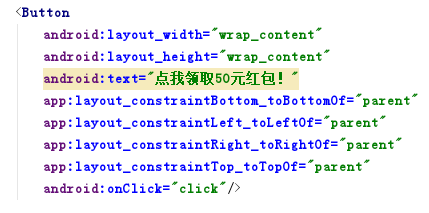 <Button
android:layout_width="wrap_content"
android:layout_height="wrap_content"
android:text="点我领取50元红包！"
app:layout_constraintBottom_toBottomOf="parent"
app:layout_constraintLeft_toLeftOf="parent"
app:layout_constraintRight_toRightOf="parent"
app:layout_constraintTop_toTopOf="parent"
android:onClick="click"/>